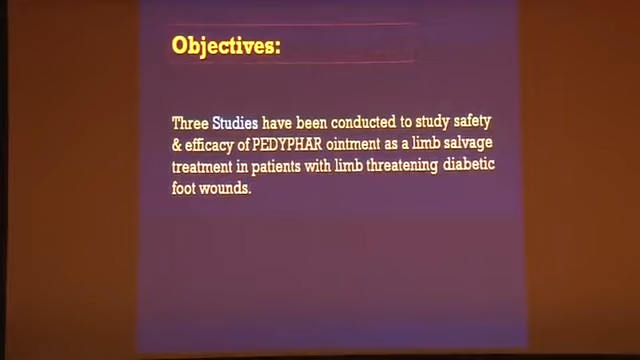 Objectives:
Three Studies have been conducted to study safety
& efficacy of PEDYPHAR ointment as a limb salvage
treatment in patients with limb threatening diabetic
foot wounds.